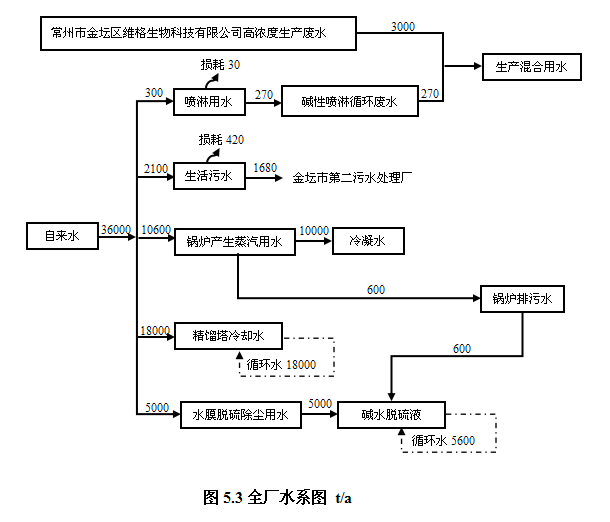 常州市金坛区维格生物科技有限公司高浓度生产废水
3000
生产混合用水
损耗 30
300
喷淋用水
270
碱性喷淋循环废水
270
损耗 420
2100
生活污水
1680
金坛市第二污水处理厂
自来水
36000
10600
锅炉产生蒸汽用水
10000
冷凝水
600
锅炉排污水
18000
精馏塔冷却水
循环水 18000
600
5000
水膜脱硫除尘用水
5000
碱水脱硫液
循环水 5600
图 5.3 全厂水系图 t/a